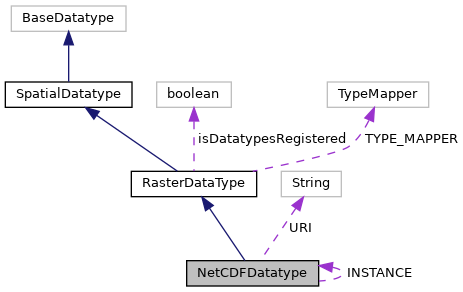 BaseDatatype
SpatialDatatype
boolean
TypeMapper
isDatatypesRegistered
TYPE_MAPPER
RasterDataType
String
URI
NetCDFDatatype
INSTANCE